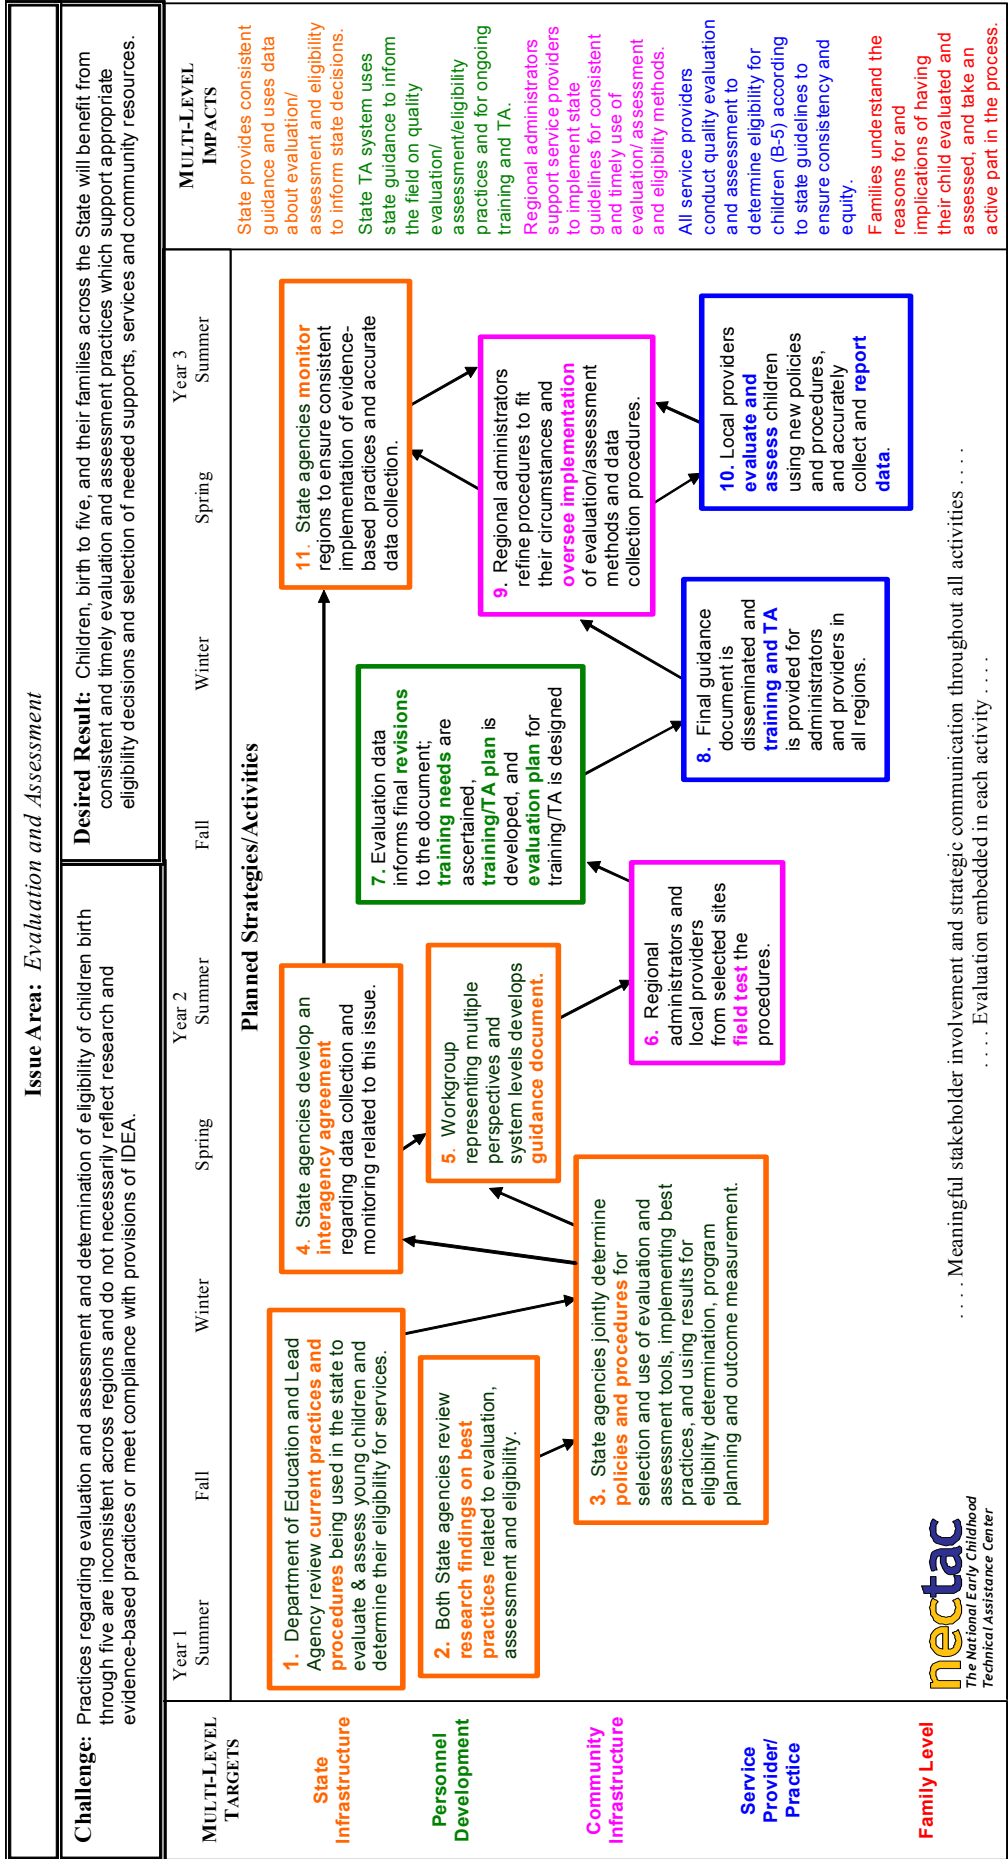 Issue Area: Evaluation and Assessment
Challenge: Practices regarding evaluation and assessment and determination of eligibility of children birth
through five are inconsistent across regions and do not necessarily reflect research and
evidence-based practices or meet compliance with provisions of IDEA.
Desired Result: Children, birth to five, and their families across the State will benefit from
consistent and timely evaluation and assessment practices which support appropriate
eligibility decisions and selection of needed supports, services and community resources.
MULTI-LEVEL
TARGETS
Year 1
Summer
Fall
Winter
Spring
Year 2
Summer
Fall
Winter
Spring
Year 3
Summer
MULTI-LEVEL
IMPACTS
Planned Strategies/Activities
State
Infrastructure
Personnel
Development
Community
Infrastructure
Service
Provider/
Practice
Family Level
1. Department of Education and Lead
Agency review current practices and
procedures being used in the state to
evaluate & assess young children and
determine their eligibility for services.
2. Both State agencies review
research findings on best
practices related to evaluation,
assessment and eligibility.
3. State agencies jointly determine
policies and procedures for
selection and use of evaluation and
assessment tools, implementing best
practices, and using results for
eligibility determination, program
planning and outcome measurement.
4. State agencies develop an
interagency agreement
regarding data collection and
monitoring related to this issue.
5. Workgroup
representing multiple
perspectives and
system levels develops
guidance document.
6. Regional
administrators and
local providers
from selected sites
field test the
procedures.
7. Evaluation data
informs final revisions
to the document;
training needs are
ascertained,
training/TA plan is
developed, and
evaluation plan for
training/TA is designed
8. Final guidance
document is
disseminated and
training and TA
is provided for
administrators
and providers in
all regions.
9. Regional administrators
refine procedures to fit
their circumstances and
oversee implementation
of evaluation/assessment
methods and data
collection procedures.
10. Local providers
evaluate and
assess children
using new policies
and procedures,
and accurately
collect and report
data.
11. State agencies monitor
regions to ensure consistent
implementation of evidence-
based practices and accurate
data collection.
State provides consistent
guidance and uses data
about evaluation/
assessment and eligibility
to inform state decisions.
State TA system uses
state guidance to inform
the field on quality
evaluation/
assessment/eligibility
practices and for ongoing
training and TA.
Regional administrators
support service providers
to implement state
guidelines for consistent
and timely use of
evaluation/ assessment
and eligibility methods.
All service providers
conduct quality evaluation
and assessment to
determine eligibility for
children (B-5) according
to state guidelines to
ensure consistency and
equity.
Families understand the
reasons for and
implications of having
their child evaluated and
assessed, and take an
active part in the process.
. . . . Meaningful stakeholder involvement and strategic communication throughout all activities . . . .
. . . . Evaluation embedded in each activity . . . .
nectac
The National Early Childhood
Technical Assistance Center